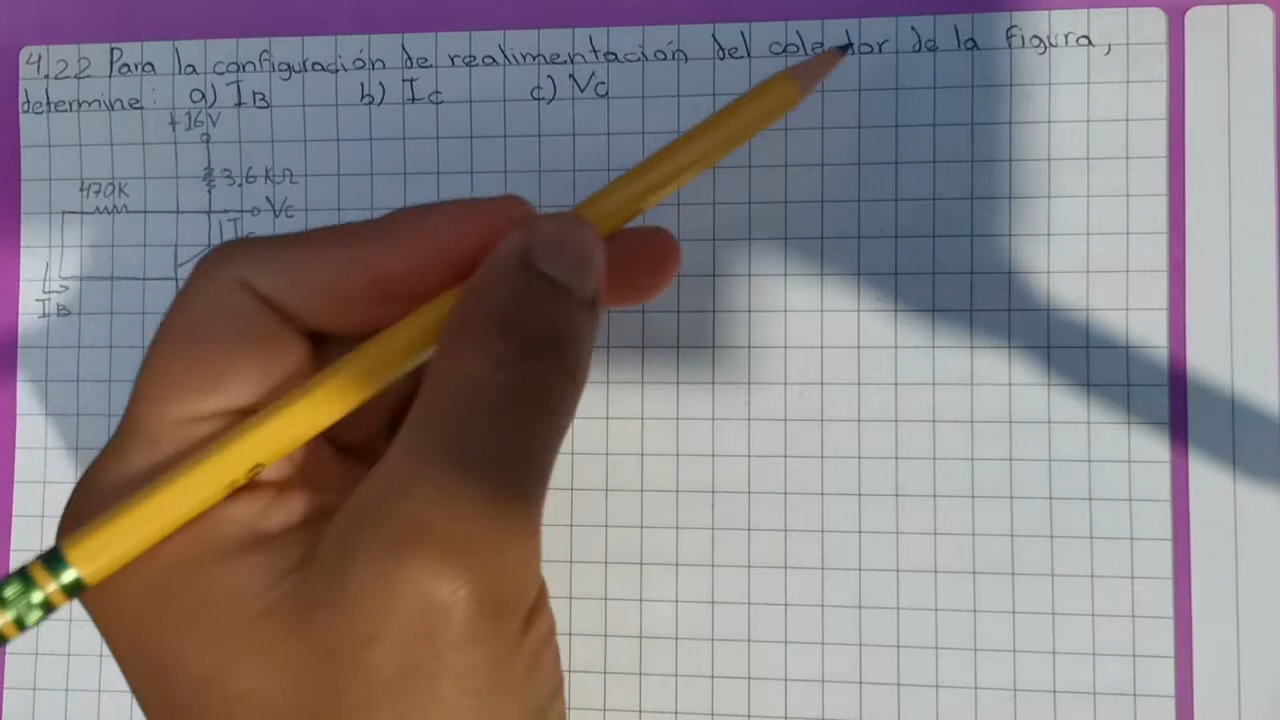 4.22 Para la configuración de realimentación del colector de la figura,
determine: a) IB b) Ic c) Vc
+16V
3.6 KΩ
470K
Vc
IB